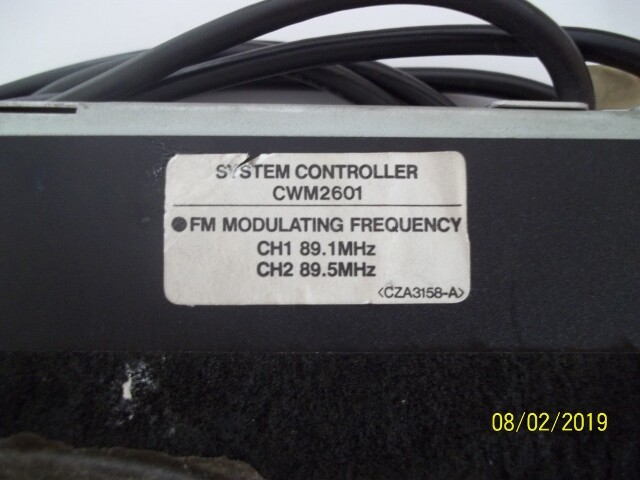 SYSTEM CONTROLLER
CWM2601
●FM MODULATING FREQUENCY
CH1 89.1MHz
CH2 89.5MHz
<CZA3158-A>
08/02/2019